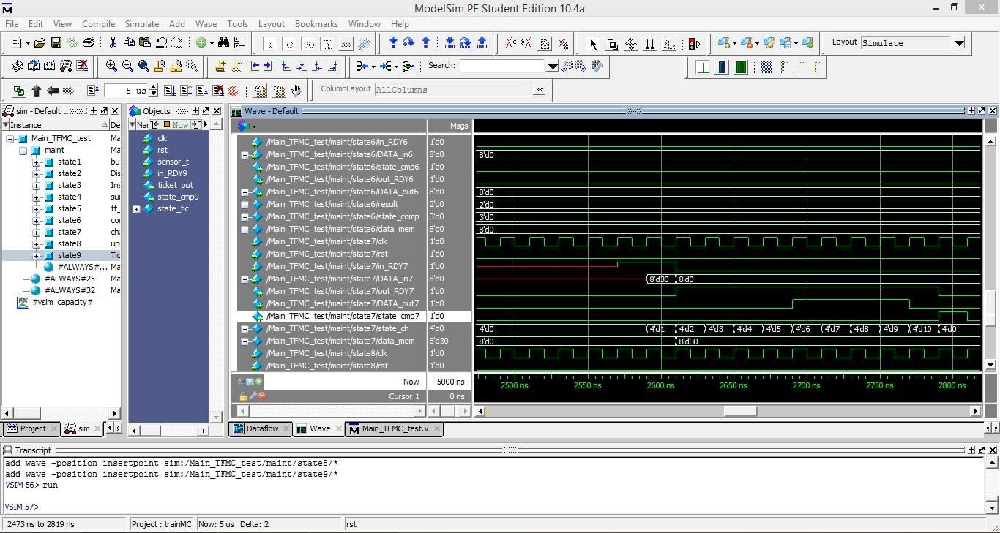 ModelSim PE Student Edition 10.4a
File Edit View Compile Simulate Add Wave Tools Layout Bookmarks Window Help
Layout Simulate
Search:
5 us
ColumnLayout AllColumns
sim - Default
Objects
Wave - Default
Instance De
Now
Msgs
Main_TFMC_test Ma
maint Ma
state1 bu
state2 Dis
state3 Ins
state4 su
state5 tf_
state6 co
state7 ch
state8 up
state9 Tic
#ALWAYS#... Ma
#ALWAYS#25 Ma
#ALWAYS#32 Ma
#vsim_capacity#
clk
rst
sensor_t
in_RDY9
ticket_out
state_cmp9
state_tic
/Main_TFMC_test/maint/state6/in_RDY6 1'd0
/Main_TFMC_test/maint/state6/DATA_in6 8'd0 8'd0
/Main_TFMC_test/maint/state6/state_cmp6 1'd0
/Main_TFMC_test/maint/state6/out_RDY6 1'd0
/Main_TFMC_test/maint/state6/DATA_out6 8'd0 8'd0
/Main_TFMC_test/maint/state6/result 2'd0 2'd0
/Main_TFMC_test/maint/state6/state_comp 3'd0 3'd0
/Main_TFMC_test/maint/state6/data_mem 8'd0 8'd0
/Main_TFMC_test/maint/state7/clk 1'd0
/Main_TFMC_test/maint/state7/rst 1'd0
/Main_TFMC_test/maint/state7/in_RDY7 1'd0
/Main_TFMC_test/maint/state7/DATA_in7 8'd0 8'd30 8'd0
/Main_TFMC_test/maint/state7/out_RDY7 1'd0
/Main_TFMC_test/maint/state7/DATA_out7 1'd0
/Main_TFMC_test/maint/state7/state_cmp7 1'd0
/Main_TFMC_test/maint/state7/state_ch 4'd0 4'd0 4'd1 4'd2 4'd3 4'd4 4'd5 4'd6 4'd7 4'd8 4'd9 4'd10 4'd0
/Main_TFMC_test/maint/state7/data_mem 8'd30 8'd0 8'd30
/Main_TFMC_test/maint/state8/clk 1'd0
/Main_TFMC_test/maint/state8/rst 1'd0
Now 5000 ns
2500 ns 2550 ns 2600 ns 2650 ns 2700 ns 2750 ns 2800 ns
Cursor 1 0 ns
Project sim Dataflow Wave Main_TFMC_test.v
Transcript
add wave -position insertpoint sim:/Main_TFMC_test/maint/state8/*
add wave -position insertpoint sim:/Main_TFMC_test/maint/state9/*
VSIM 56> run
VSIM 57>
2473 ns to 2819 ns Project : trainMC Now: 5 us Delta: 2 rst